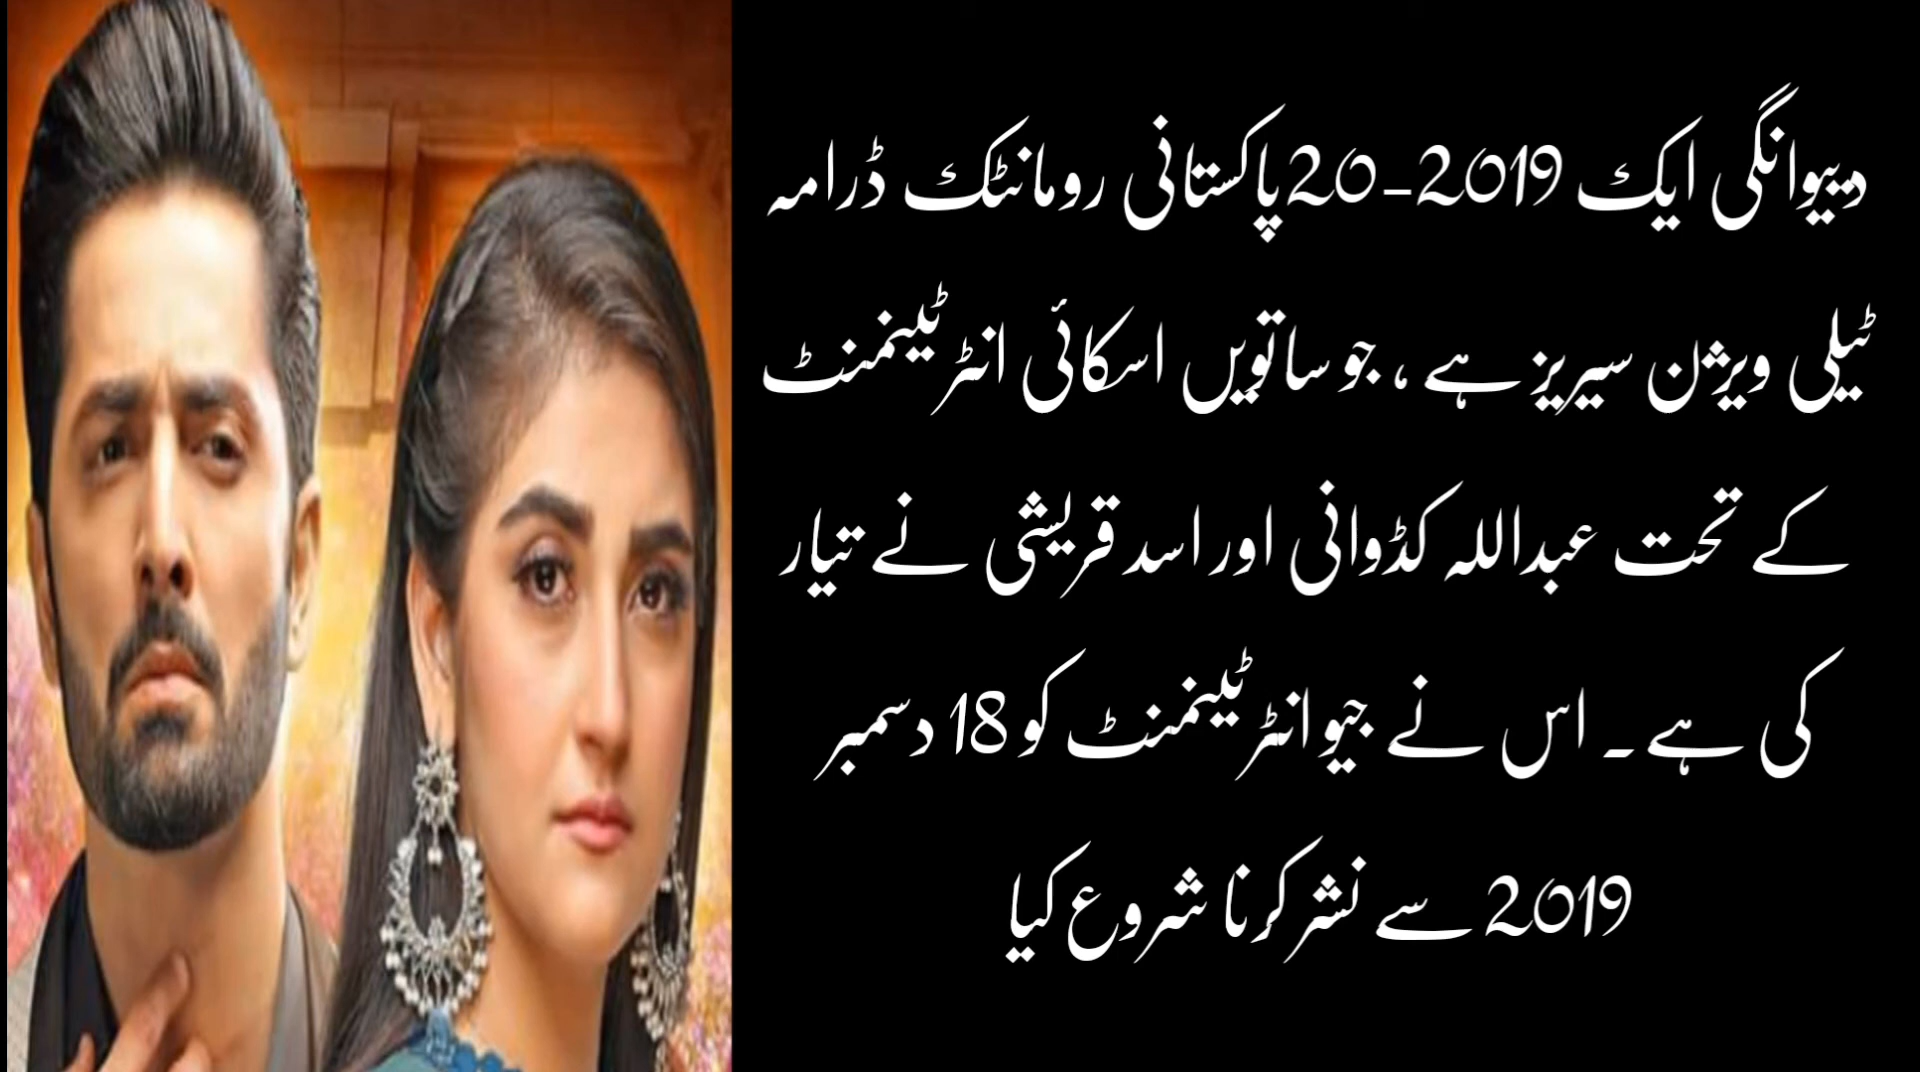 دیوانگی ایک 2019-20 پاکستانی رومانٹک ڈرامہ
ٹیلی ویژن سیریز ہے ، جو ساتویں اسکائی انٹرٹینمنٹ
کے تحت عبداللہ کڈوانی اور اسد قریشی نے تیار
کی ہے ۔ اس نے جیو انٹرٹینمنٹ کو 18 دسمبر
2019 سے نشر کرنا شروع کیا